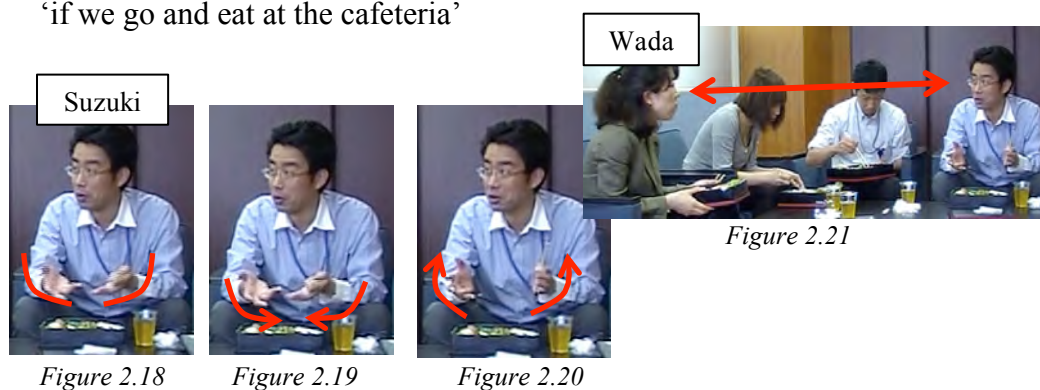 ‘if we go and eat at the cafeteria’
Wada
Suzuki
Figure 2.21
Figure 2.18
Figure 2.19
Figure 2.20